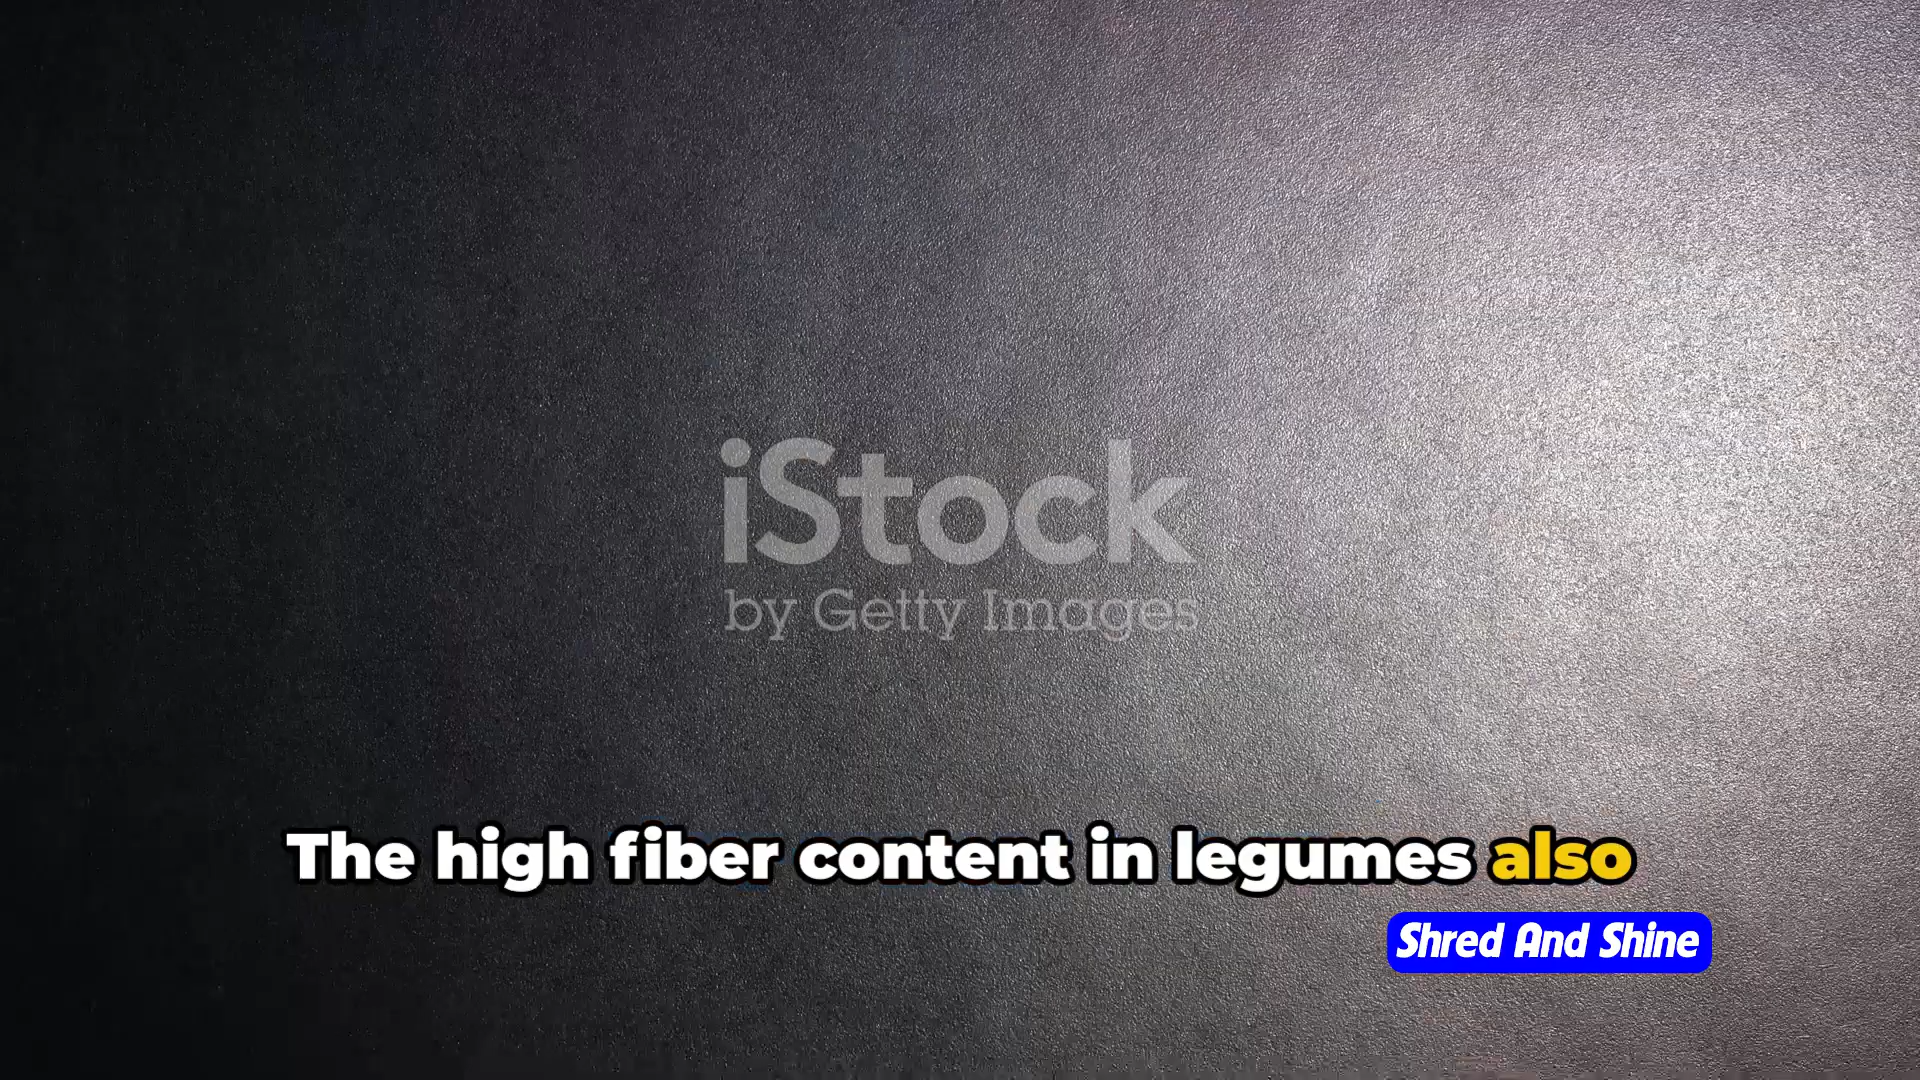 iStock
by Getty Images
The high fiber content in legumes also
Shred And Shine